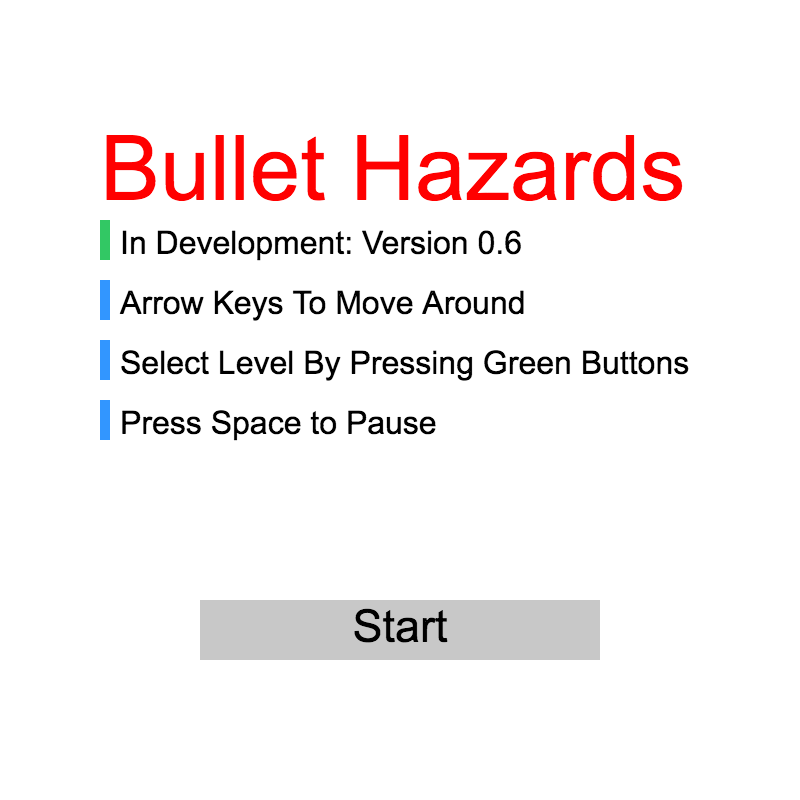 Bullet Hazards
In Development: Version 0.6
Arrow Keys To Move Around
Select Level By Pressing Green Buttons
Press Space to Pause
Start